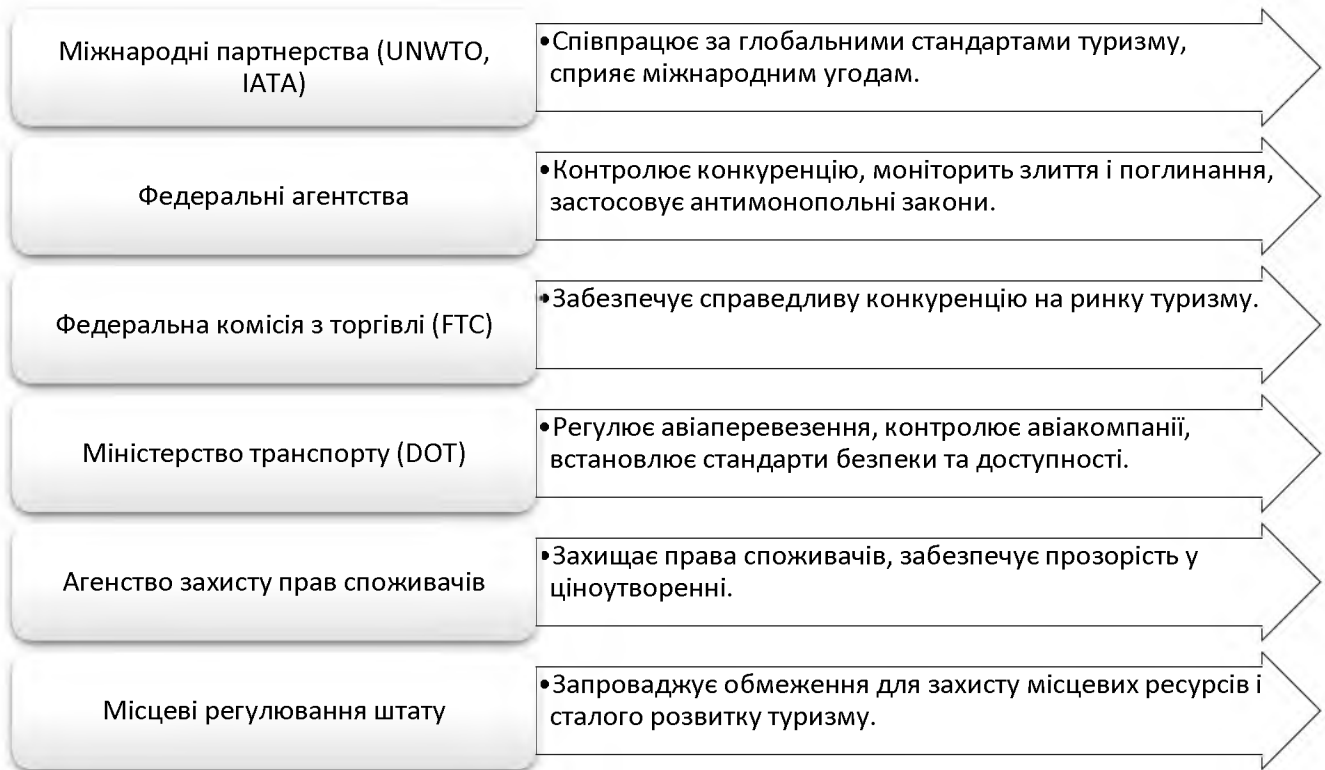 Міжнародні партнерства (UNWTO,
IATA)
•Співпрацює за глобальними стандартами туризму,
сприяє міжнародним угодам.
Федеральні агентства
•Контролює конкуренцію, моніторить злиття і поглинання,
застосовує антимонопольні закони.
Федеральна комісія з торгівлі (FTC)
•Забезпечує справедливу конкуренцію на ринку туризму.
Міністерство транспорту (DOT)
•Регулює авіаперевезення, контролює авіакомпанії,
встановлює стандарти безпеки та доступності.
Агенство захисту прав споживачів
•Захищає права споживачів, забезпечує прозорість у
ціноутворенні.
Місцеві регулювання штату
•Запроваджує обмеження для захисту місцевих ресурсів і
сталого розвитку туризму.